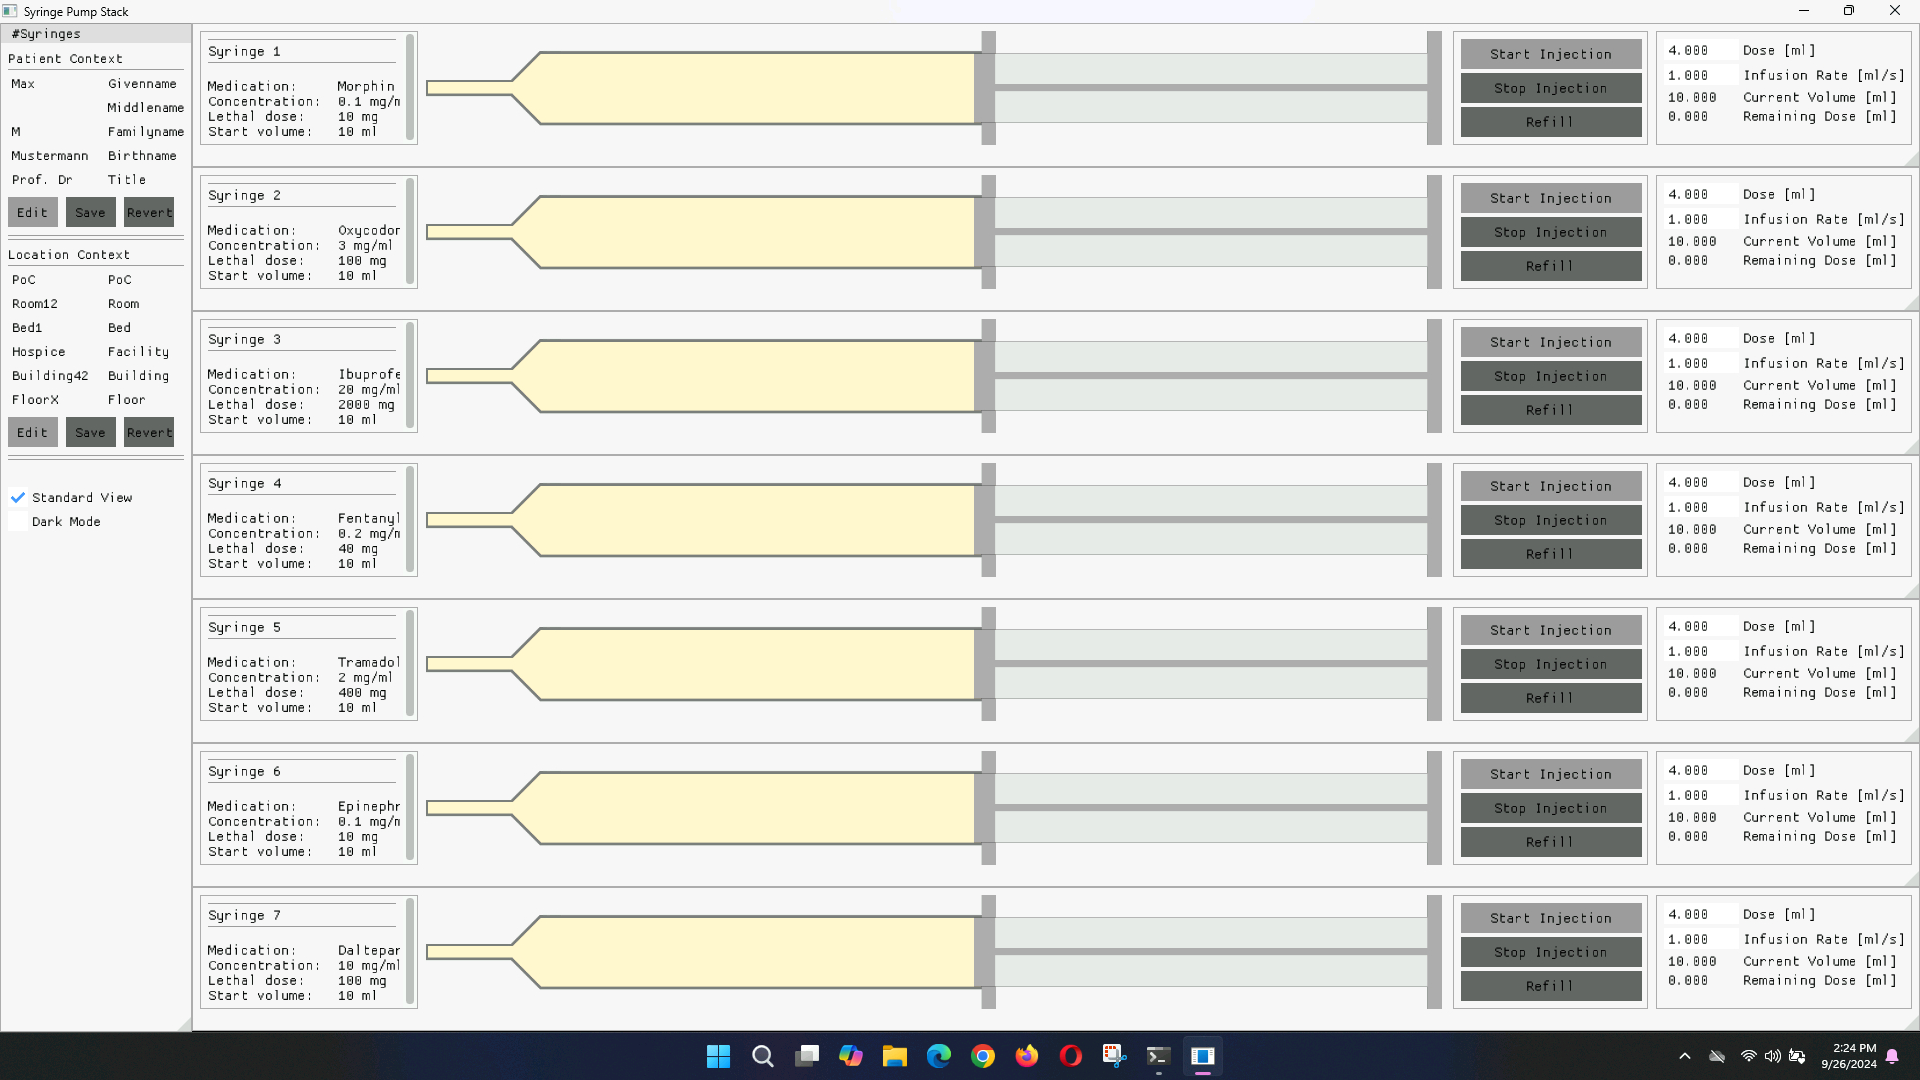 Syringe Pump Stack
#Syringes
Patient Context
Max Givenname
Middlename
M Familyname
Mustermann Birthname
Prof. Dr Title
Edit Save Revert
Location Context
PoC PoC
Room12 Room
Bed1 Bed
Hospice Facility
Building42 Building
FloorX Floor
Edit Save Revert
Standard View
Dark Mode
Syringe 1
Medication: Morphin
Concentration: 0.1 mg/m
Lethal dose: 10 mg
Start volume: 10 ml
Start Injection
Stop Injection
Refill
4.000 Dose [ml]
1.000 Infusion Rate [ml/s]
10.000 Current Volume [ml]
0.000 Remaining Dose [ml]
Syringe 2
Medication: Oxycodon
Concentration: 3 mg/ml
Lethal dose: 100 mg
Start volume: 10 ml
Start Injection
Stop Injection
Refill
4.000 Dose [ml]
1.000 Infusion Rate [ml/s]
10.000 Current Volume [ml]
0.000 Remaining Dose [ml]
Syringe 3
Medication: Ibuprofe
Concentration: 20 mg/ml
Lethal dose: 2000 mg
Start volume: 10 ml
Start Injection
Stop Injection
Refill
4.000 Dose [ml]
1.000 Infusion Rate [ml/s]
10.000 Current Volume [ml]
0.000 Remaining Dose [ml]
Syringe 4
Medication: Fentanyl
Concentration: 0.2 mg/m
Lethal dose: 40 mg
Start volume: 10 ml
Start Injection
Stop Injection
Refill
4.000 Dose [ml]
1.000 Infusion Rate [ml/s]
10.000 Current Volume [ml]
0.000 Remaining Dose [ml]
Syringe 5
Medication: Tramadol
Concentration: 2 mg/ml
Lethal dose: 400 mg
Start volume: 10 ml
Start Injection
Stop Injection
Refill
4.000 Dose [ml]
1.000 Infusion Rate [ml/s]
10.000 Current Volume [ml]
0.000 Remaining Dose [ml]
Syringe 6
Medication: Epinephr
Concentration: 0.1 mg/m
Lethal dose: 10 mg
Start volume: 10 ml
Start Injection
Stop Injection
Refill
4.000 Dose [ml]
1.000 Infusion Rate [ml/s]
10.000 Current Volume [ml]
0.000 Remaining Dose [ml]
Syringe 7
Medication: Daltepar
Concentration: 10 mg/ml
Lethal dose: 100 mg
Start volume: 10 ml
Start Injection
Stop Injection
Refill
4.000 Dose [ml]
1.000 Infusion Rate [ml/s]
10.000 Current Volume [ml]
0.000 Remaining Dose [ml]
2:24 PM
9/26/2024